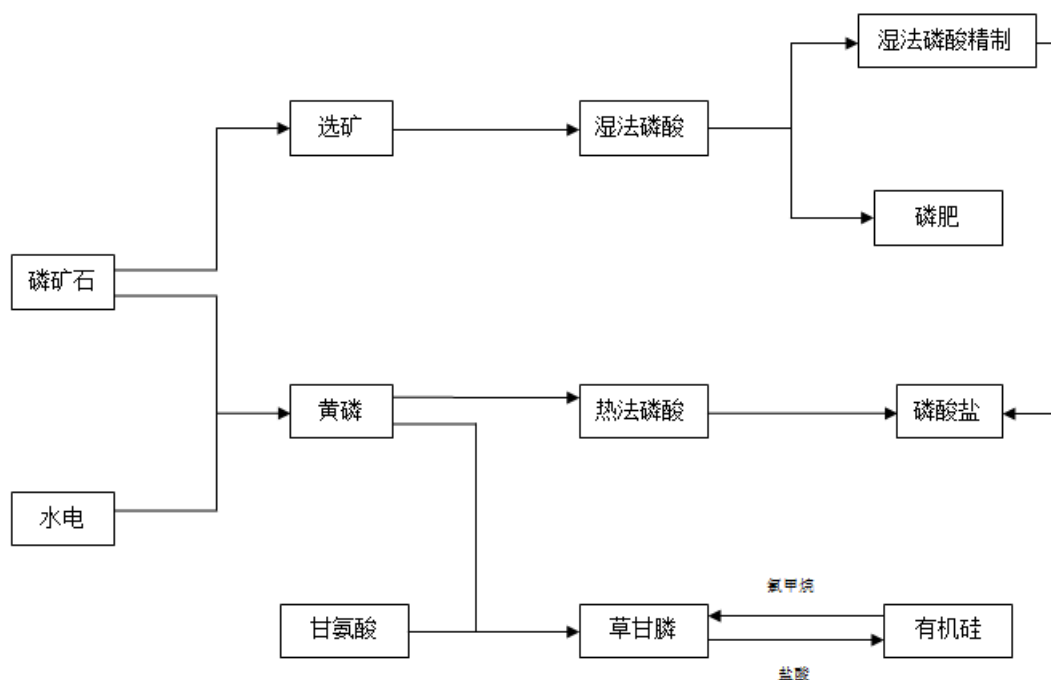 湿法磷酸精制
选矿
湿法磷酸
磷肥
磷矿石
黄磷
热法磷酸
磷酸盐
水电
氯甲烷
甘氨酸
草甘膦
有机硅
盐酸